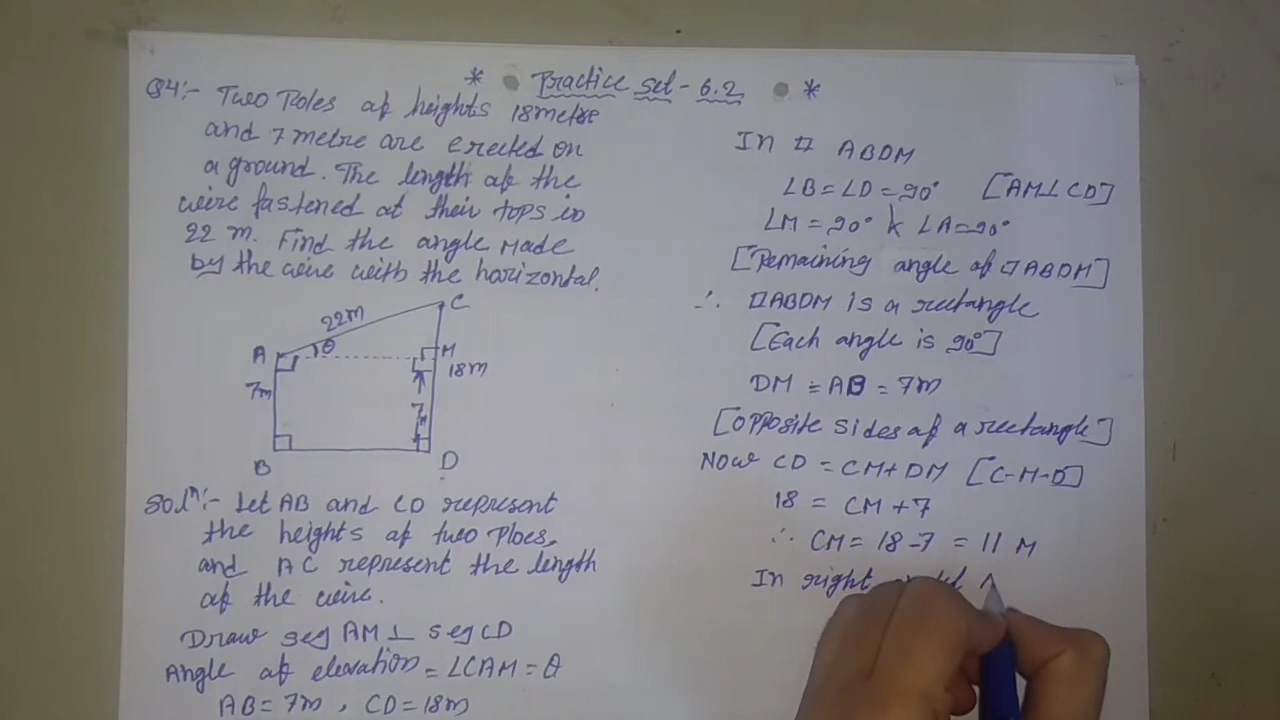 * Practice Set - 6.2 *
Q4:- Two Poles of heights 18metre
and 7 metre are erected on
a ground. The length of the
wire fastened at their tops is
22 m. Find the angle Made
by the wire with the horizontal.
C
22m
A θ M
7m 18m
7m
B D
Solⁿ:- Let AB and CD represent
the heights of two Ploes.
and AC represent the length
of the wire.
Draw seg AM ⊥ seg CD
Angle of elevation = ∠CAM = θ
AB = 7m, CD = 18m
In □ ABDM
∠B = ∠D = 90° [AM ⊥ CD]
∠M = 90° & ∠A = 90°
[Remaining angle of □ABDM]
∴ □ABDM is a rectangle
[Each angle is 90°]
DM = AB = 7m
[Opposite sides of a rectangle]
Now CD = CM + DM [C-M-D]
18 = CM + 7
∴ CM = 18 - 7 = 11 M
In right